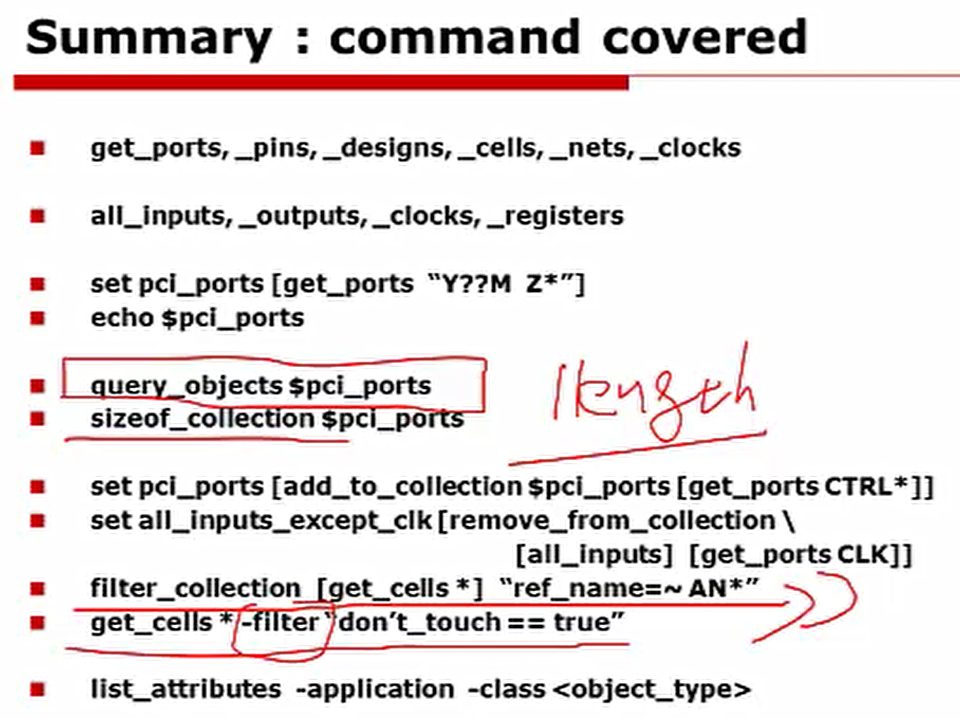 Summary : command covered
get_ports, _pins, _designs, _cells, _nets, _clocks
all_inputs, _outputs, _clocks, _registers
set pci_ports [get_ports “Y??M Z*”]
echo $pci_ports
query_objects $pci_ports
sizeof_collection $pci_ports
length
set pci_ports [add_to_collection $pci_ports [get_ports CTRL*]]
set all_inputs_except_clk [remove_from_collection \
[all_inputs] [get_ports CLK]]
filter_collection [get_cells *] “ref_name=~ AN*”
get_cells * -filter “don’t_touch == true”
list_attributes -application -class <object_type>